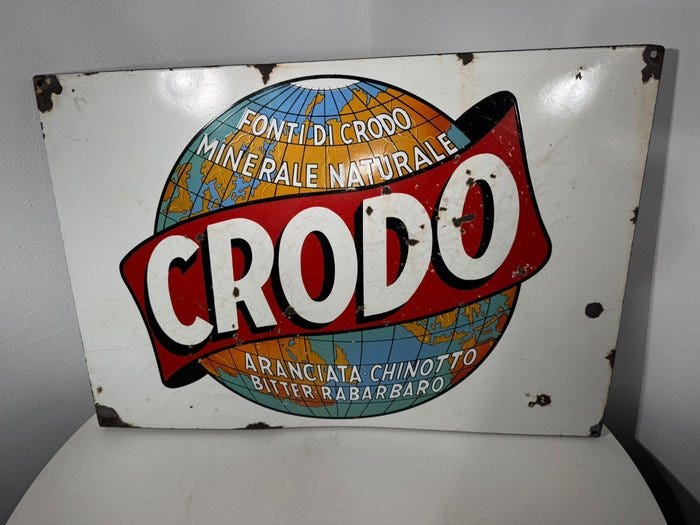 FONTI DI CRODO
MINERALE NATURALE
CRODO
ARANCIATA·CHINOTTO
BITTER·RABARBARO